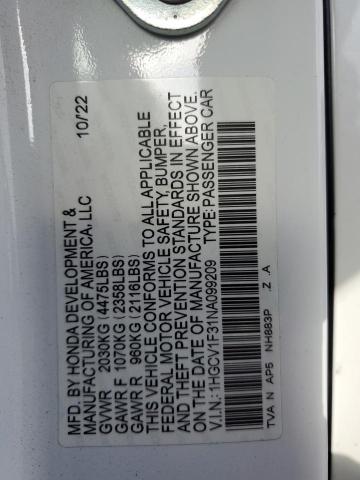 MFD. BY HONDA DEVELOPMENT & 10/22
MANUFACTURING OF AMERICA, LLC
GVWR 2030KG (4475LBS)
GAWR F 1070KG (2358LBS)
GAWR R 960KG (2116LBS)
THIS VEHICLE CONFORMS TO ALL APPLICABLE
FEDERAL MOTOR VEHICLE SAFETY, BUMPER,
AND THEFT PREVENTION STANDARDS IN EFFECT
ON THE DATE OF MANUFACTURE SHOWN ABOVE.
V.I.N.:1HGCV1F31NA099209 TYPE:PASSENGER CAR
TVA N AP5 NH883P .Z .A